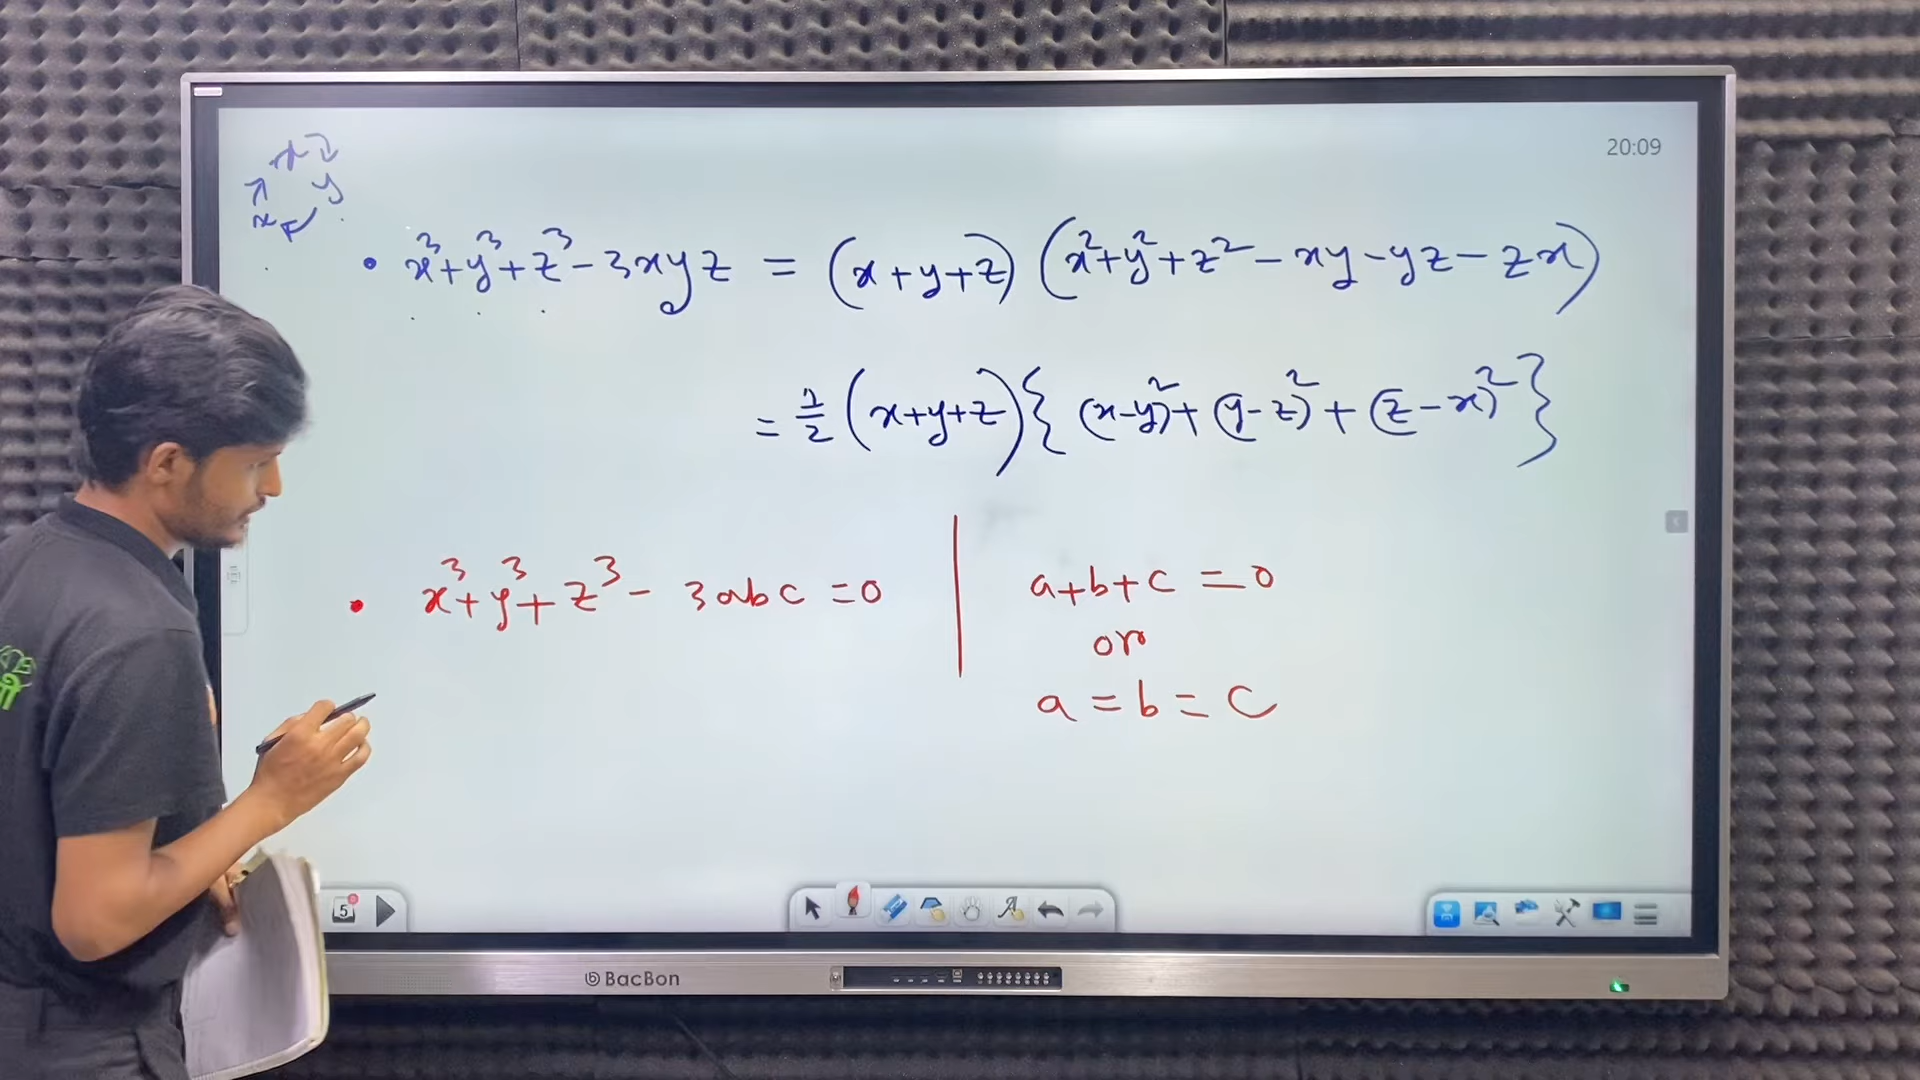 20:09
x z
y
x
• x³+y³+z³-3xyz = (x+y+z) (x²+y²+z²-xy-yz-zx)
= 1/2 (x+y+z){ (x-y)²+(y-z)²+(z-x)² }
• x³+y³+z³- 3abc =0
a+b+c =0
or
a = b = c
5
BacBon